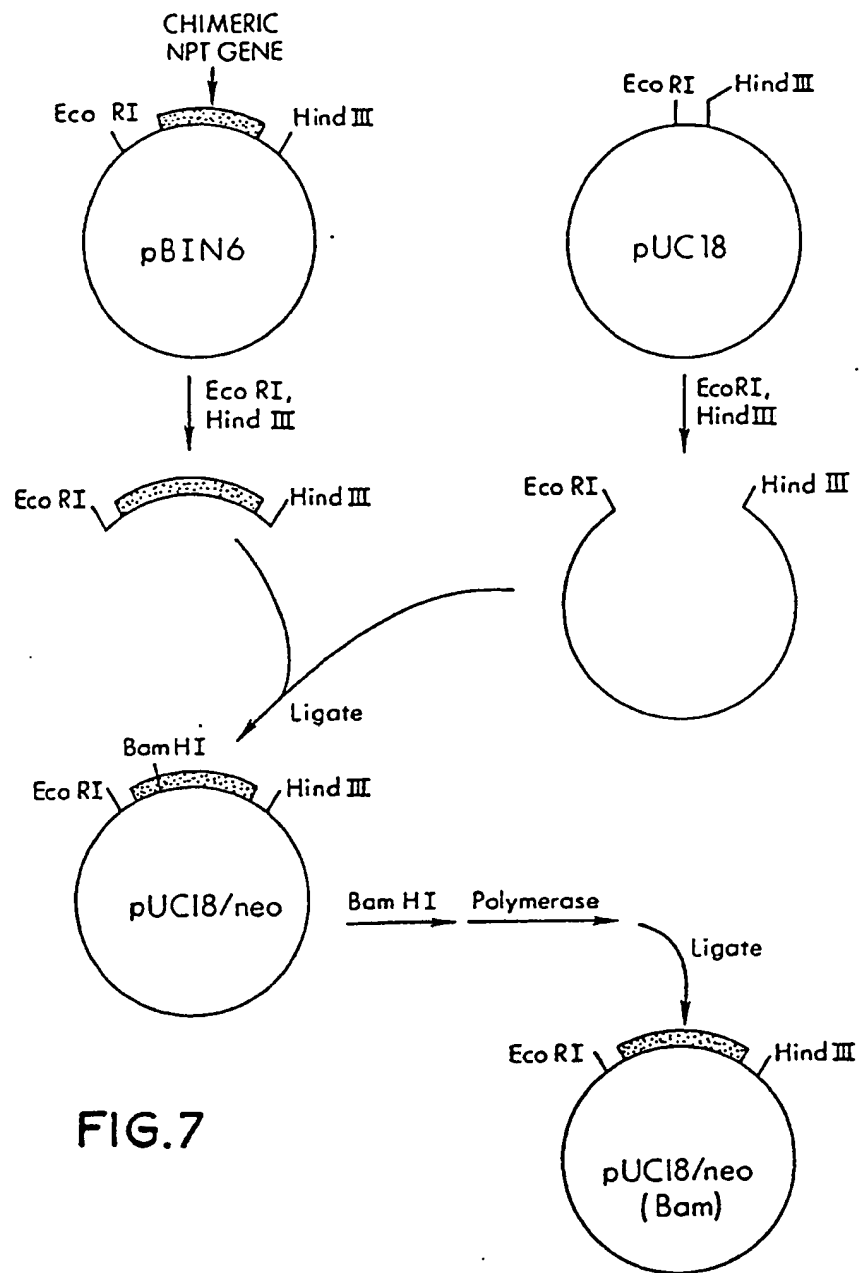 CHIMERIC
NPT GENE
Eco RI
Hind III
pBIN6
Eco RI
Hind III
pUC18
Eco RI,
Hind III
EcoRI,
Hind III
Eco RI
Hind III
Eco RI
Hind III
Ligate
Bam HI
Eco RI
Hind III
pUC18/neo
Bam HI
Polymerase
Ligate
Eco RI
Hind III
pUC18/neo
(Bam)
FIG.7